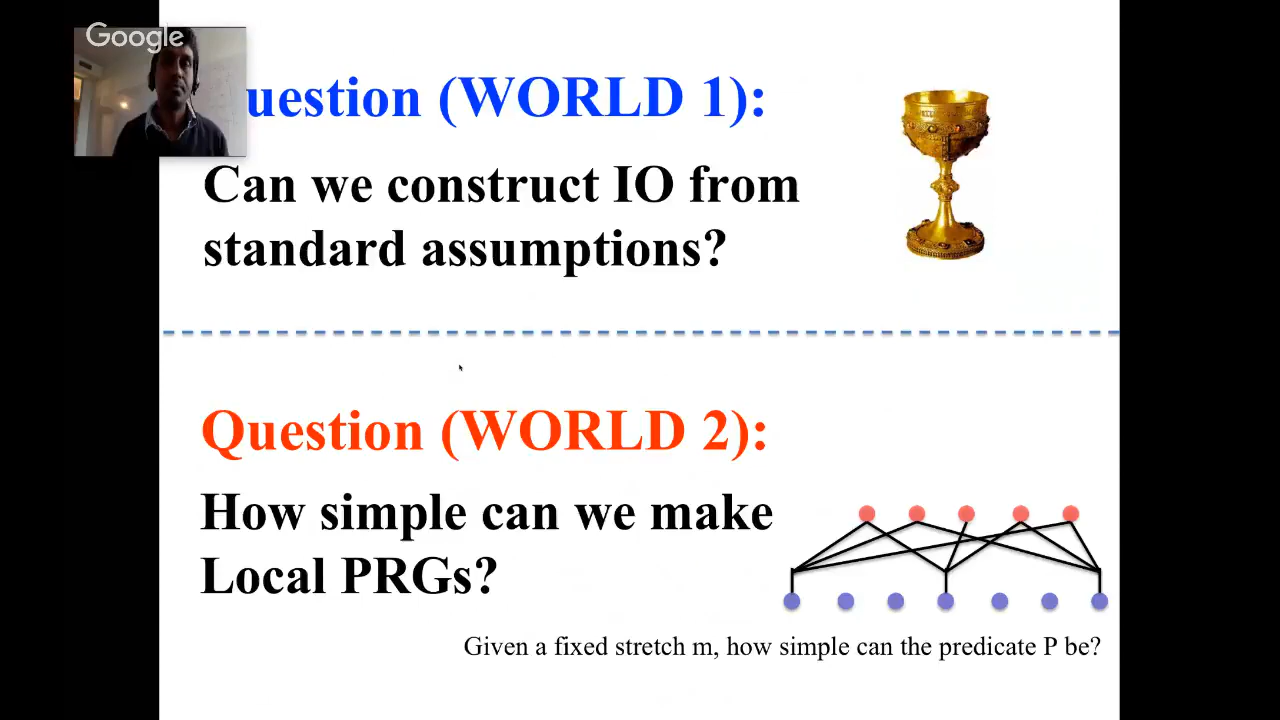 Google
uestion (WORLD 1):
Can we construct IO from
standard assumptions?
Question (WORLD 2):
How simple can we make
Local PRGs?
Given a fixed stretch m, how simple can the predicate P be?